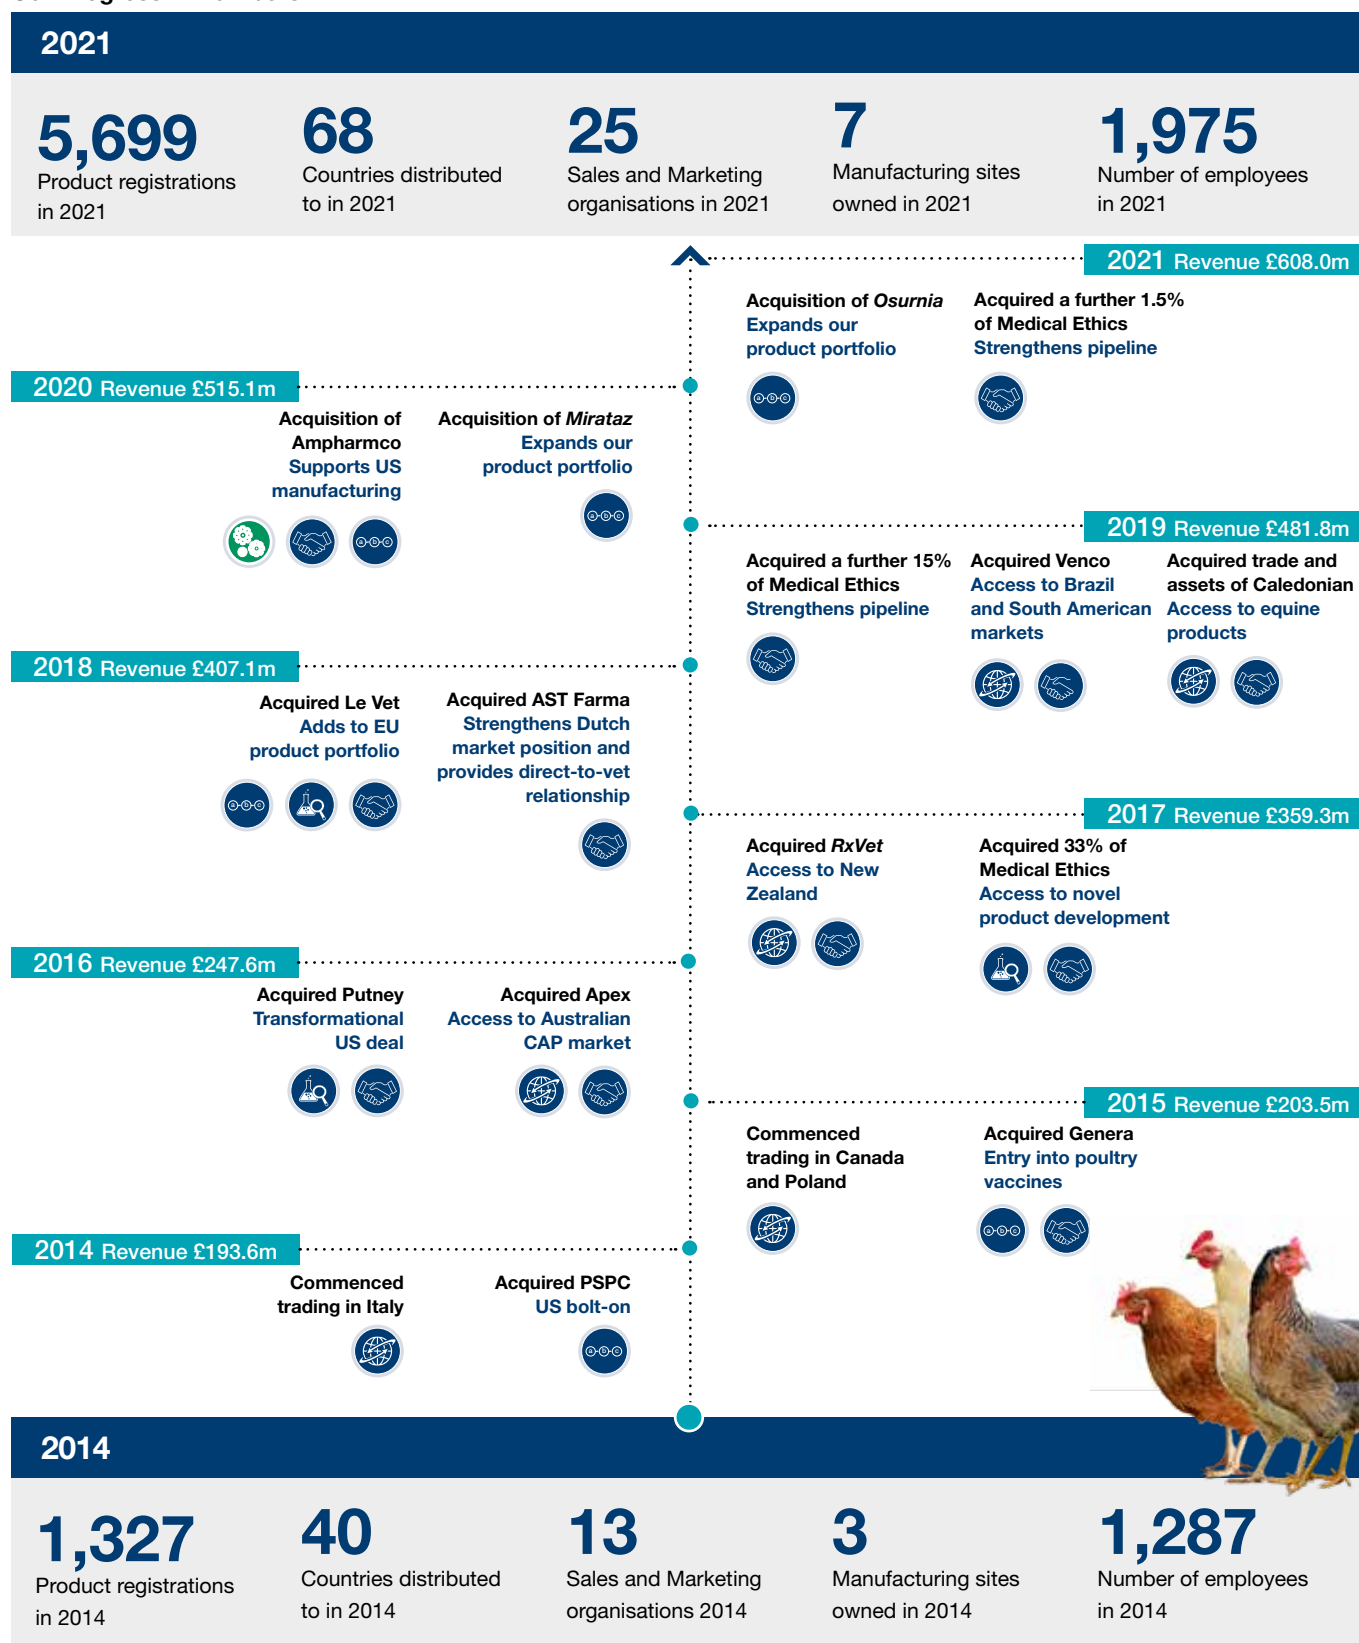 2021
5,699
Product registrations
in 2021
68
Countries distributed
to in 2021
25
Sales and Marketing
organisations in 2021
7
Manufacturing sites
owned in 2021
1,975
Number of employees
in 2021
2021 Revenue £608.0m
Acquisition of Osurnia
Expands our
product portfolio
Acquired a further 1.5%
of Medical Ethics
Strengthens pipeline
2020 Revenue £515.1m
Acquisition of
Ampharmco
Supports US
manufacturing
Acquisition of Mirataz
Expands our
product portfolio
2019 Revenue £481.8m
Acquired a further 15%
of Medical Ethics
Strengthens pipeline
Acquired Venco
Access to Brazil
and South American
markets
Acquired trade and
assets of Caledonian
Access to equine
products
2018 Revenue £407.1m
Acquired Le Vet
Adds to EU
product portfolio
Acquired AST Farma
Strengthens Dutch
market position and
provides direct-to-vet
relationship
2017 Revenue £359.3m
Acquired RxVet
Access to New
Zealand
Acquired 33% of
Medical Ethics
Access to novel
product development
2016 Revenue £247.6m
Acquired Putney
Transformational
US deal
Acquired Apex
Access to Australian
CAP market
2015 Revenue £203.5m
Commenced
trading in Canada
and Poland
Acquired Genera
Entry into poultry
vaccines
2014 Revenue £193.6m
Commenced
trading in Italy
Acquired PSPC
US bolt-on
2014
1,327
Product registrations
in 2014
40
Countries distributed
to in 2014
13
Sales and Marketing
organisations 2014
3
Manufacturing sites
owned in 2014
1,287
Number of employees
in 2014